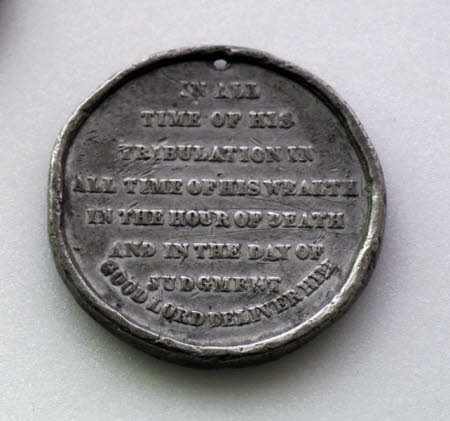 IN ALL
TIME OF HIS
TRIBULATION IN
ALL TIME OF HIS WEALTH
IN THE HOUR OF DEATH
AND IN THE DAY OF
JUDGMENT
GOOD LORD DELIVER HIM